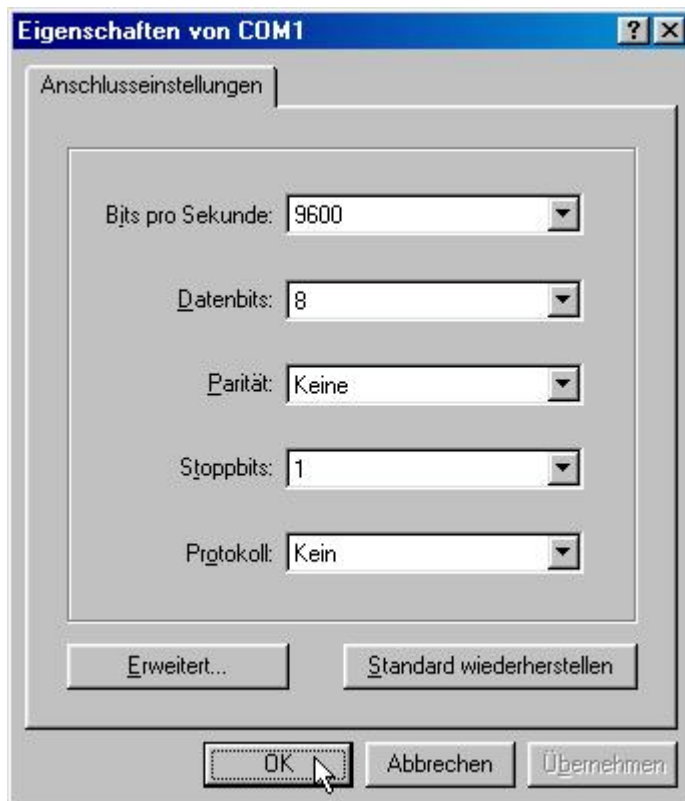 Eigenschaften von COM1
Anschlusseinstellungen
Bits pro Sekunde: 9600
Datenbits: 8
Parität: Keine
Stoppbits: 1
Protokoll: Kein
Erweitert... Standard wiederherstellen
OK Abbrechen Übernehmen